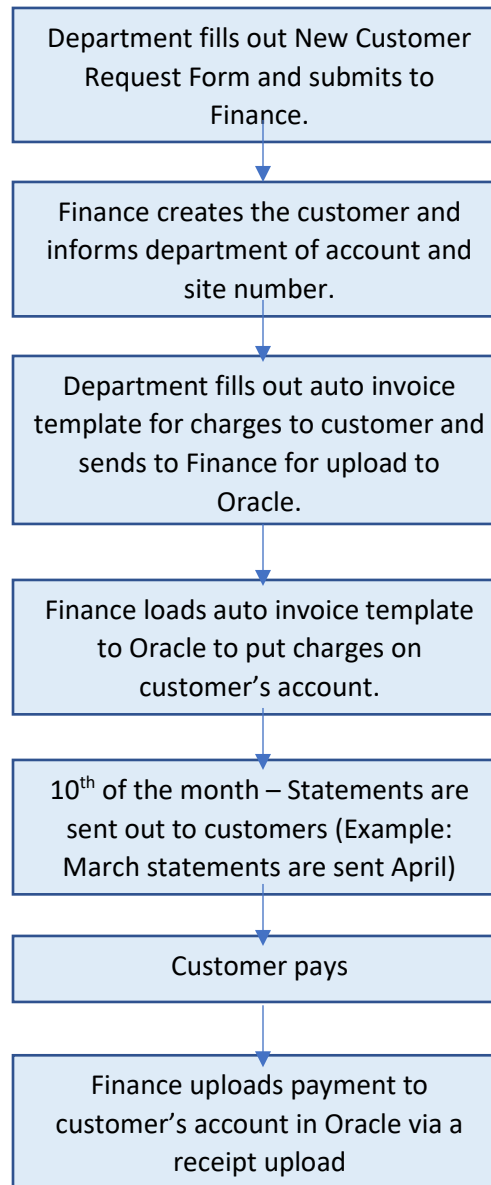 Department fills out New Customer
Request Form and submits to
Finance.
Finance creates the customer and
informs department of account and
site number.
Department fills out auto invoice
template for charges to customer and
sends to Finance for upload to
Oracle.
Finance loads auto invoice template
to Oracle to put charges on
customer’s account.
10th of the month – Statements are
sent out to customers (Example:
March statements are sent April)
Customer pays
Finance uploads payment to
customer’s account in Oracle via a
receipt upload